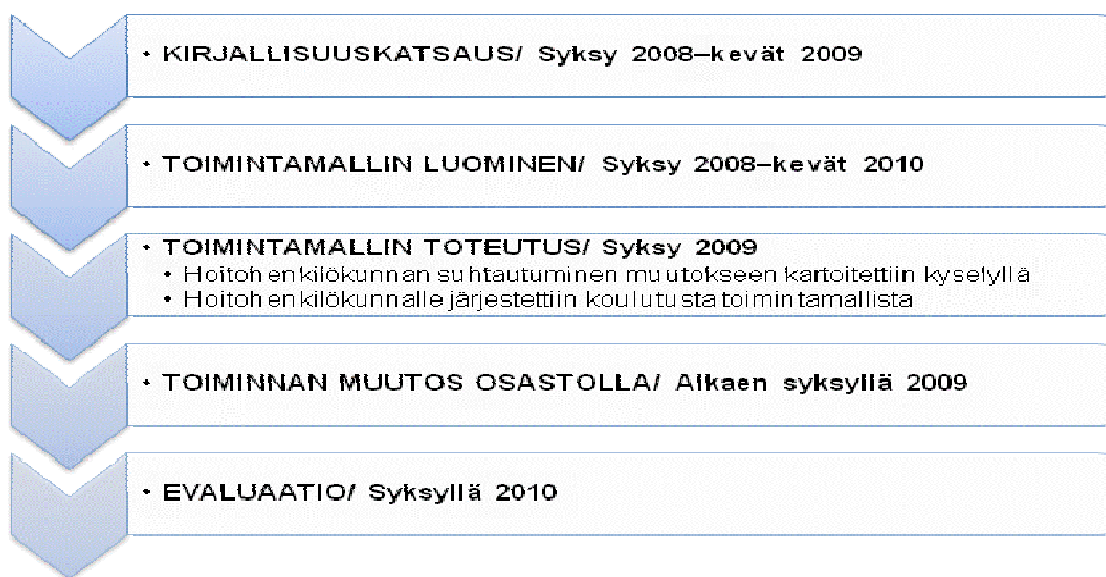 • KIRJALLISUUSKATSAUS/ Syksy 2008–kevät 2009
• TOIMINTAMALLIN LUOMINEN/ Syksy 2008–kevät 2010
• TOIMINTAMALLIN TOTEUTUS/ Syksy 2009
• Hoitohenkilökunnan suhtautuminen muutokseen kartoitettiin kyselyllä
• Hoitohenkilökunnalle järjestettiin koulutusta toimintamallista
• TOIMINNAN MUUTOS OSASTOLLA/ Alkaen syksyllä 2009
• EVALUAATIO/ Syksyllä 2010